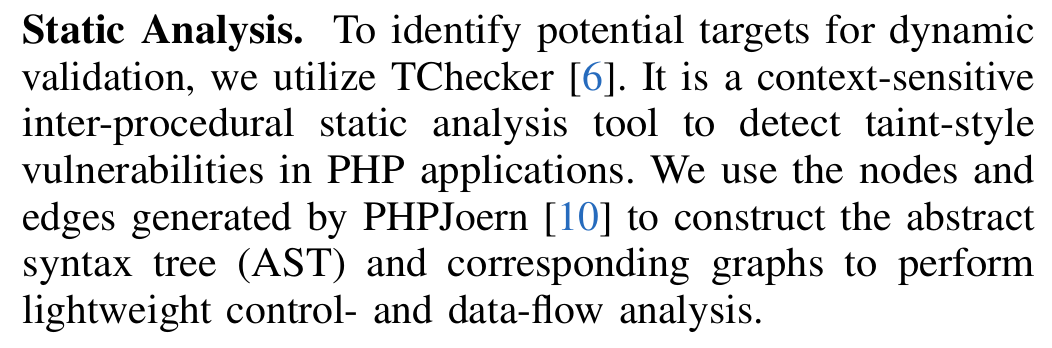 Static Analysis. To identify potential targets for dynamic
validation, we utilize TChecker [6]. It is a context-sensitive
inter-procedural static analysis tool to detect taint-style
vulnerabilities in PHP applications. We use the nodes and
edges generated by PHPJoern [10] to construct the abstract
syntax tree (AST) and corresponding graphs to perform
lightweight control- and data-flow analysis.